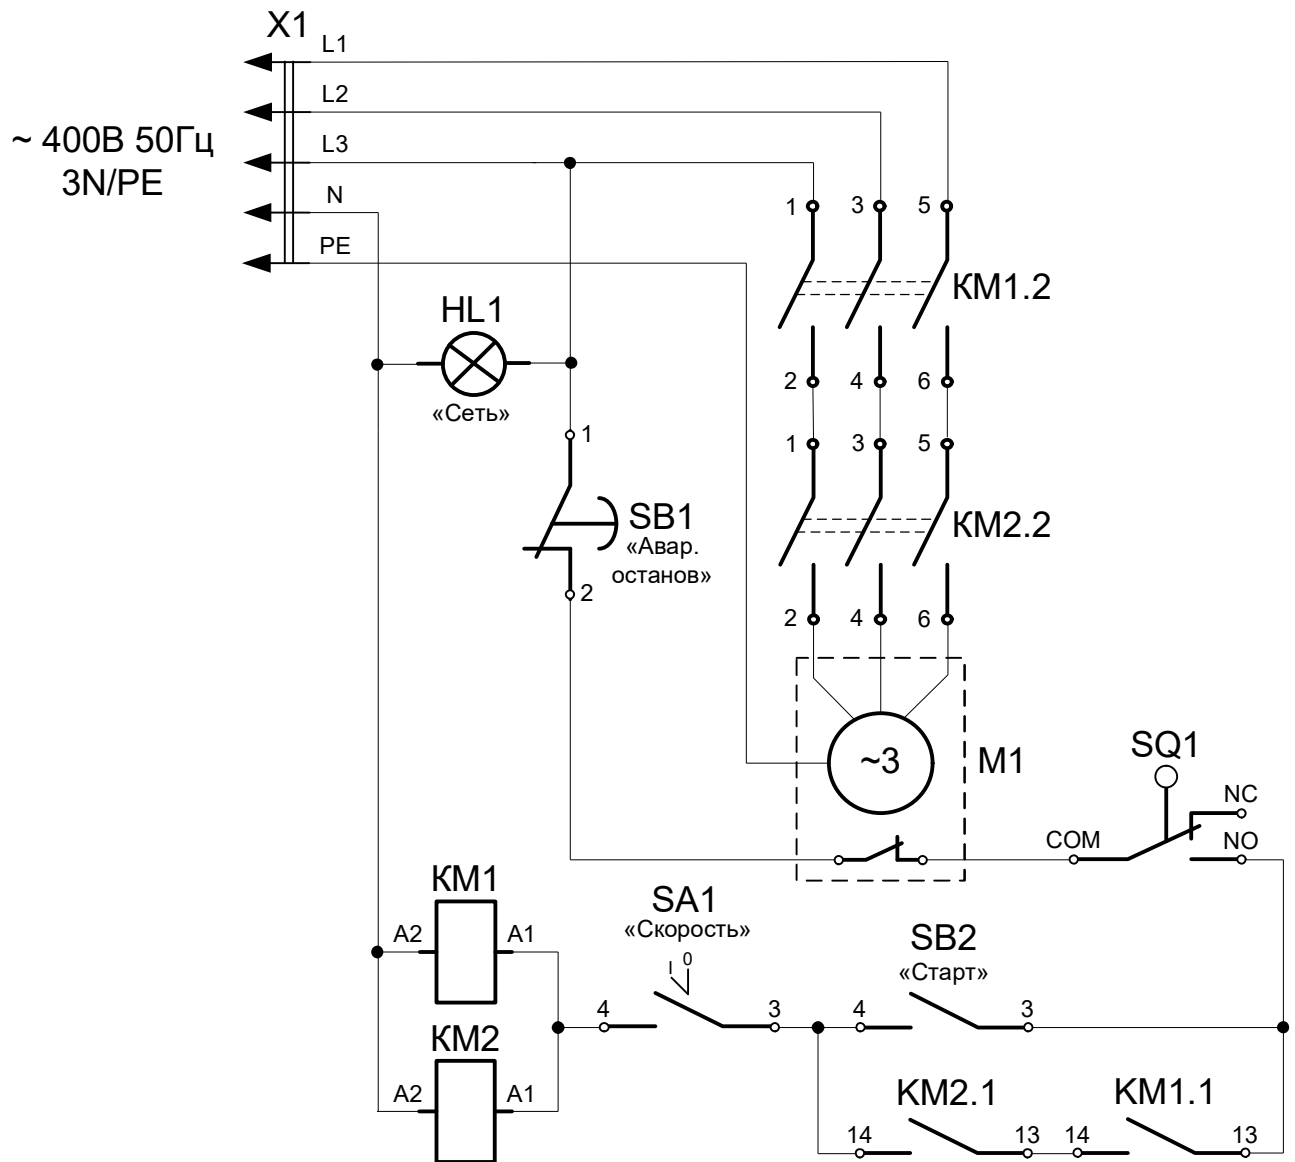 X1
L1
L2
~ 400В 50Гц
3N/PE
L3
N
PE
1 3 5
КМ1.2
HL1
«Сеть»
2 4 6
1
1 3 5
SB1
«Авар.
останов»
КМ2.2
2
2 4 6
~3
М1
SQ1
NC
COM
NO
КМ1
A2 A1
SA1
«Скорость»
I 0
SB2
«Старт»
4 3
4 3
КМ2
A2 A1
KM2.1
KM1.1
14 13 14 13